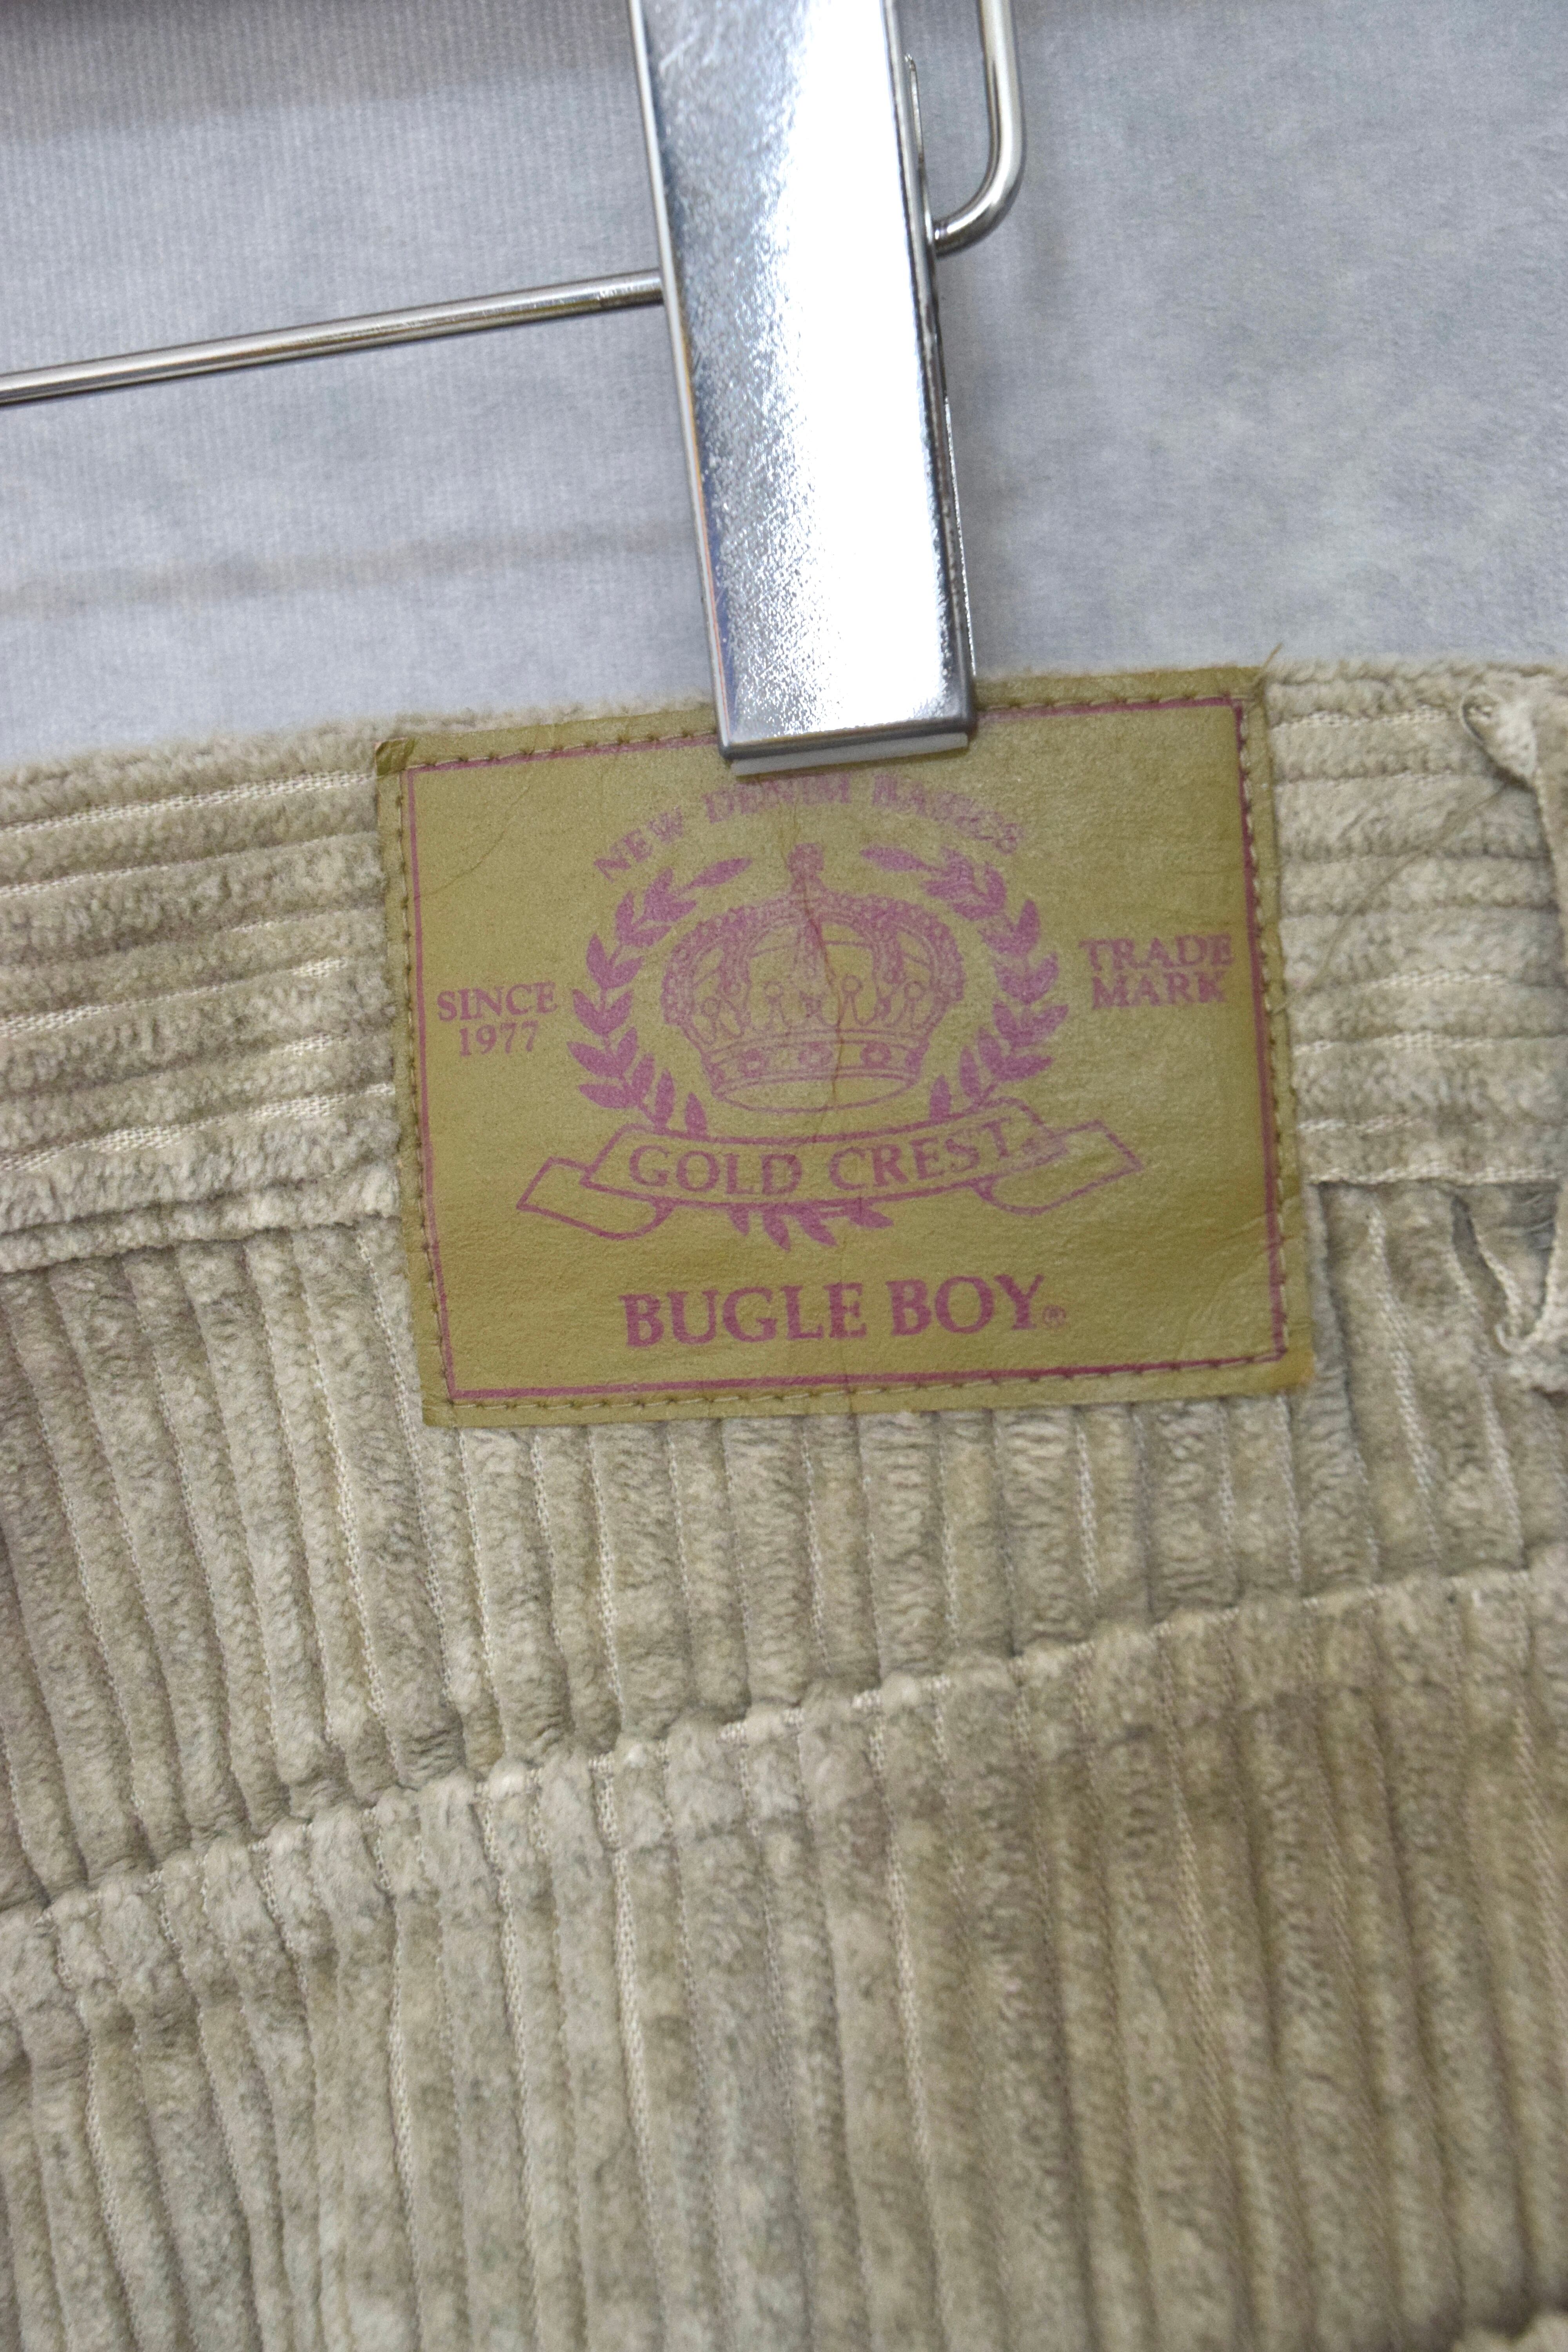 NEW DENIM BASICS
SINCE
1977
TRADE
MARK
GOLD CREST
BUGLE BOY®